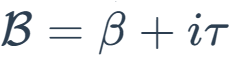 ℬ = β + iτ